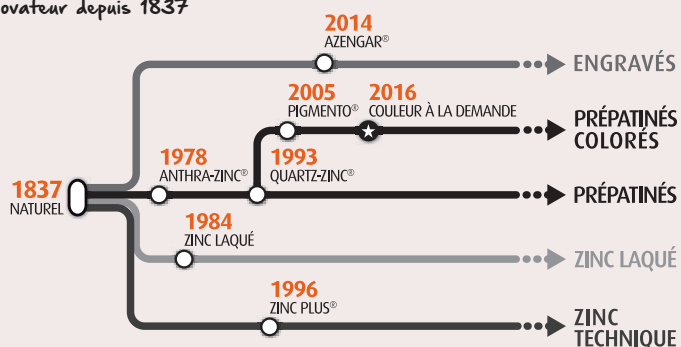 ovateur depuis 1837
2014
AZENGAR®
ENGRAVÉS
2005
PIGMENTO®
2016
COULEUR À LA DEMANDE
PRÉPATINÉS
COLORÉS
1978
ANTHRA-ZINC®
1993
QUARTZ-ZINC®
1837
NATUREL
PRÉPATINÉS
1984
ZINC LAQUÉ
ZINC LAQUÉ
1996
ZINC PLUS®
ZINC
TECHNIQUE